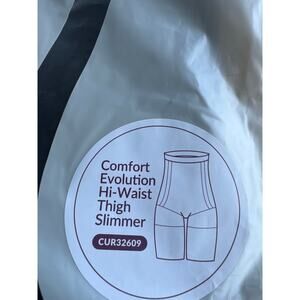 Comfort
Evolution
Hi-Waist
Thigh
Slimmer
CUR32609